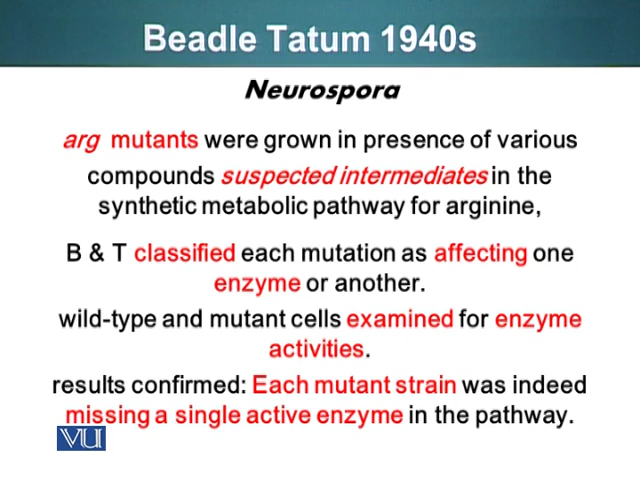 Beadle Tatum 1940s
Neurospora
arg mutants were grown in presence of various
compounds suspected intermediates in the
synthetic metabolic pathway for arginine,
B & T classified each mutation as affecting one
enzyme or another.
wild-type and mutant cells examined for enzyme
activities.
results confirmed: Each mutant strain was indeed
missing a single active enzyme in the pathway.
VU